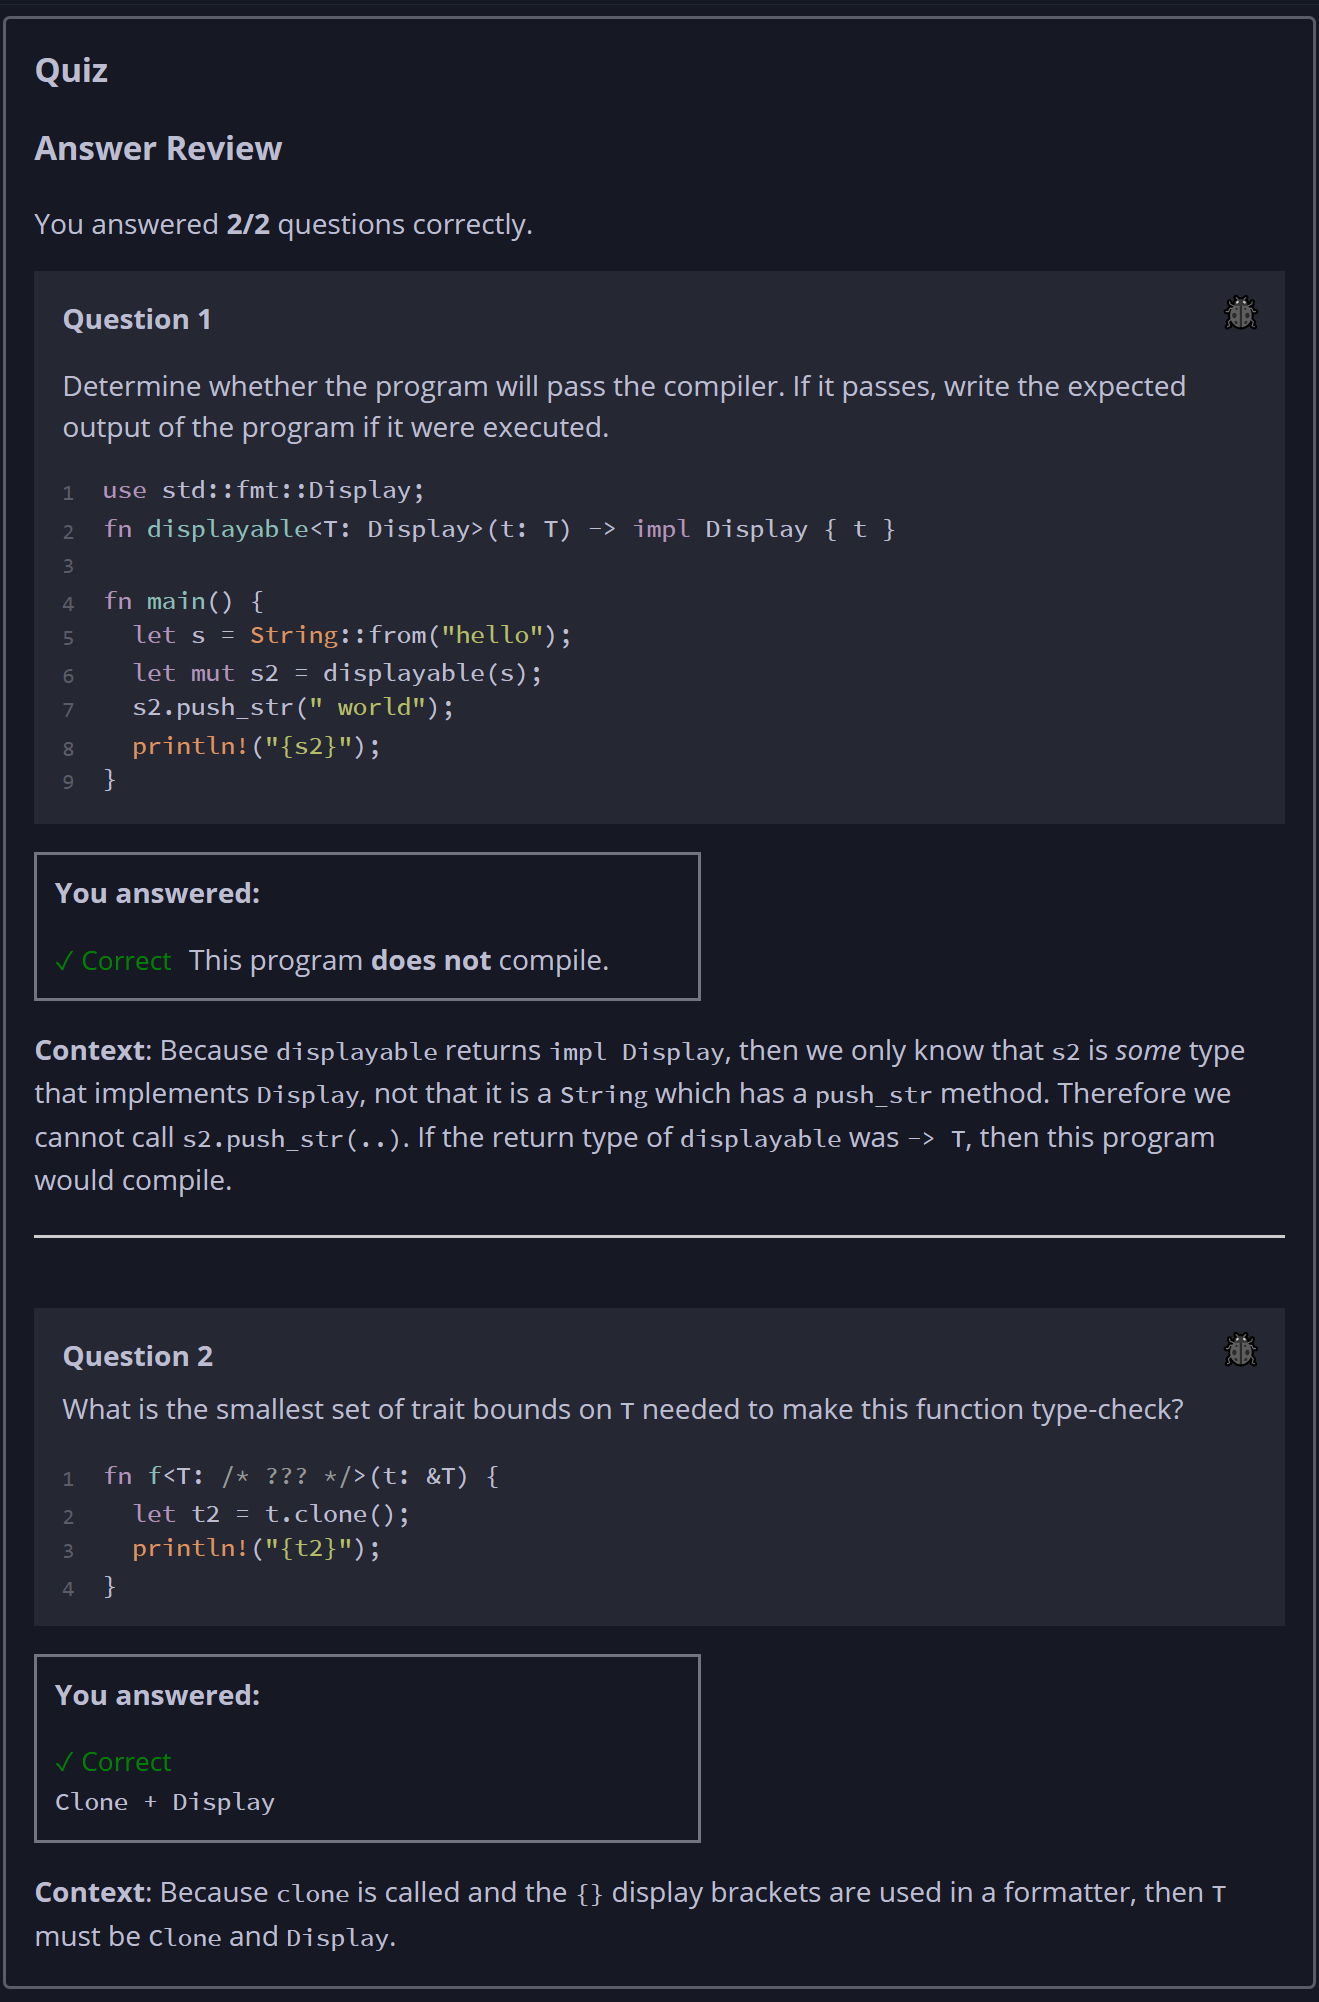 Quiz
Answer Review
You answered 2/2 questions correctly.
Question 1
Determine whether the program will pass the compiler. If it passes, write the expected
output of the program if it were executed.
1 use std::fmt::Display;
2 fn displayable<T: Display>(t: T) -> impl Display { t }
3
4 fn main() {
5   let s = String::from("hello");
6   let mut s2 = displayable(s);
7   s2.push_str(" world");
8   println!("{s2}");
9 }
You answered:
✓ Correct This program does not compile.
Context: Because displayable returns impl Display, then we only know that s2 is some type
that implements Display, not that it is a String which has a push_str method. Therefore we
cannot call s2.push_str(..). If the return type of displayable was -> T, then this program
would compile.
Question 2
What is the smallest set of trait bounds on T needed to make this function type-check?
1 fn f<T: /* ??? */>(t: &T) {
2   let t2 = t.clone();
3   println!("{t2}");
4 }
You answered:
✓ Correct
Clone + Display
Context: Because clone is called and the {} display brackets are used in a formatter, then T
must be Clone and Display.